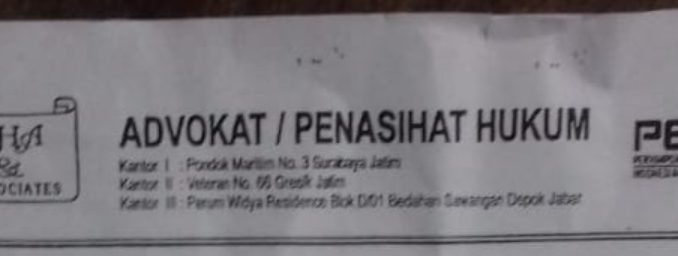 HA
&
OCIATES
ADVOKAT / PENASIHAT HUKUM
Kantor I : Pondok Maritim No. 3 Surabaya Jatim
Kantor II : Veteran No. 66 Gresik Jatim
Kantor III : Perum Widya Residence Blok D/01 Bedahan Sawangan Depok Jabar
PE